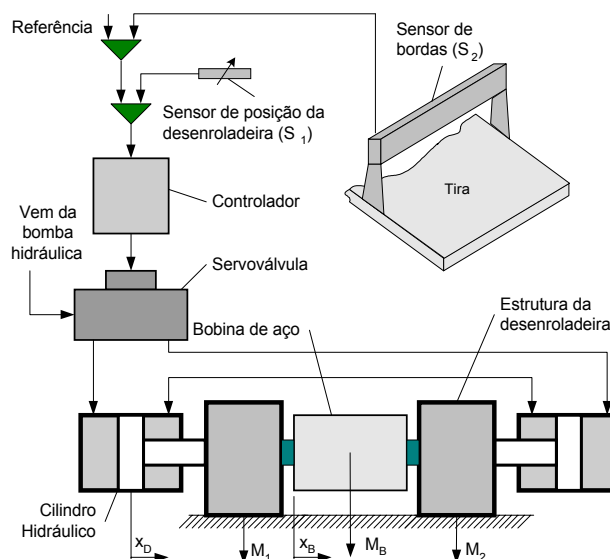 Referência
Sensor de
bordas (S2)
Sensor de posição da
desenroladeira (S 1)
Tira
Controlador
Vem da
bomba
hidráulica
Servoválvula
Bobina de aço
Estrutura da
desenroladeira
Cilindro
Hidráulico
xD
M1
xB
MB
M2